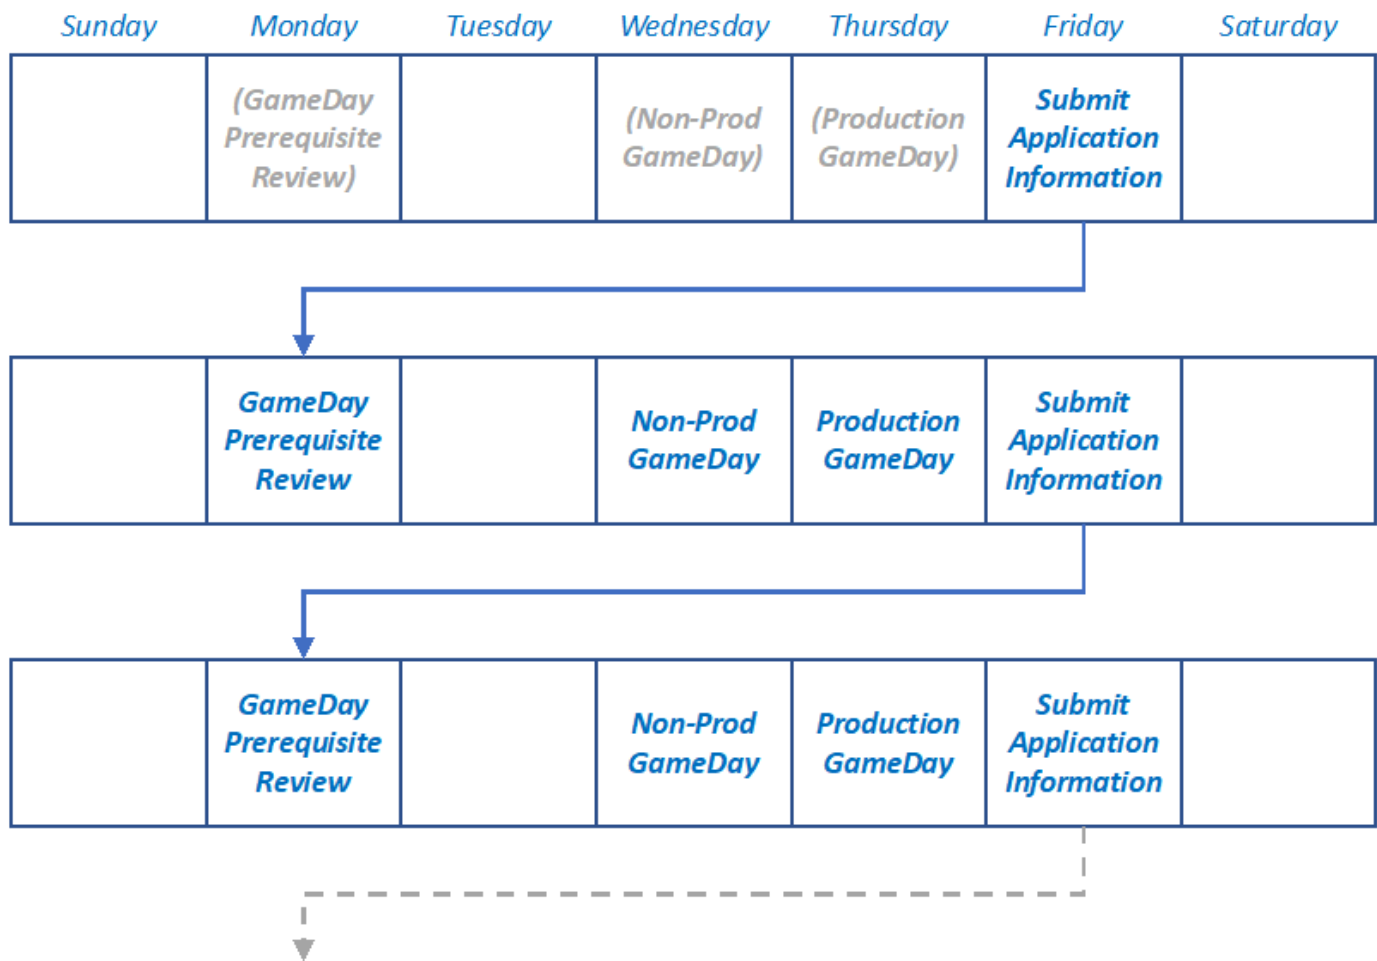 Sunday Monday Tuesday Wednesday Thursday Friday Saturday
(GameDay
Prerequisite
Review)
(Non-Prod
GameDay)
(Production
GameDay)
Submit
Application
Information
GameDay
Prerequisite
Review
Non-Prod
GameDay
Production
GameDay
Submit
Application
Information
GameDay
Prerequisite
Review
Non-Prod
GameDay
Production
GameDay
Submit
Application
Information